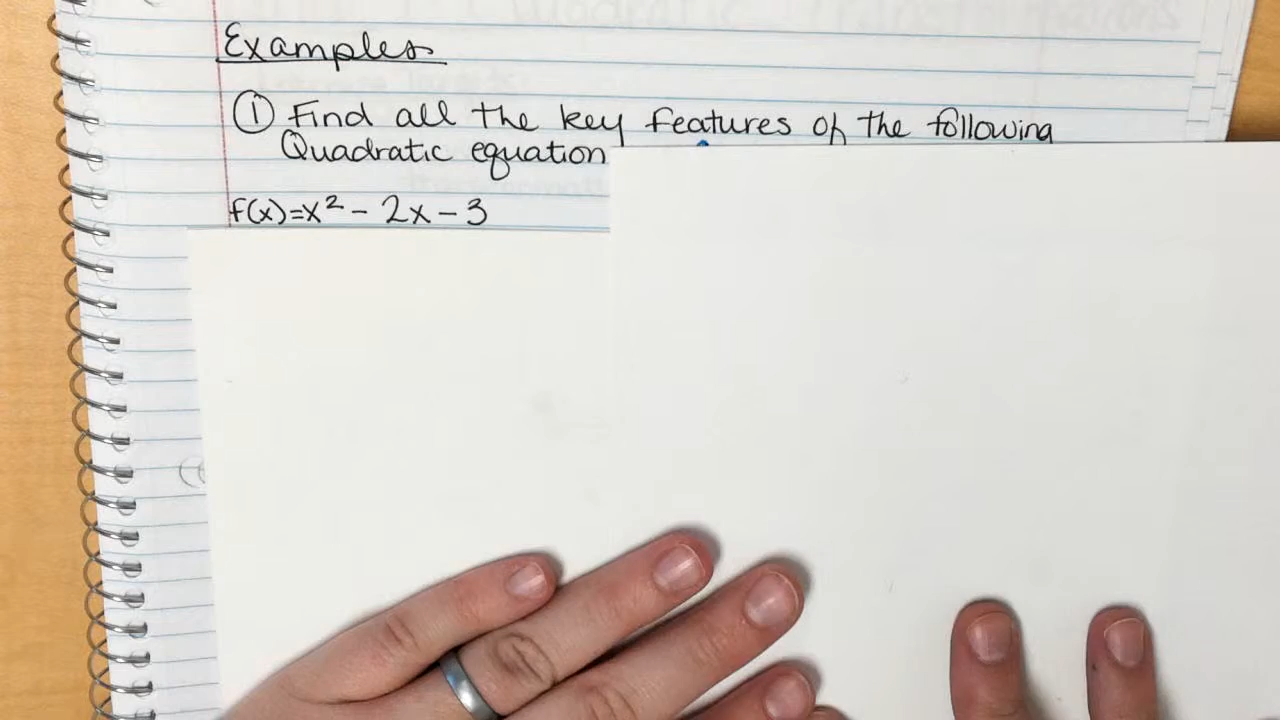 Examples
① Find all the key features of the following
Quadratic equation
f(x)=x² - 2x - 3